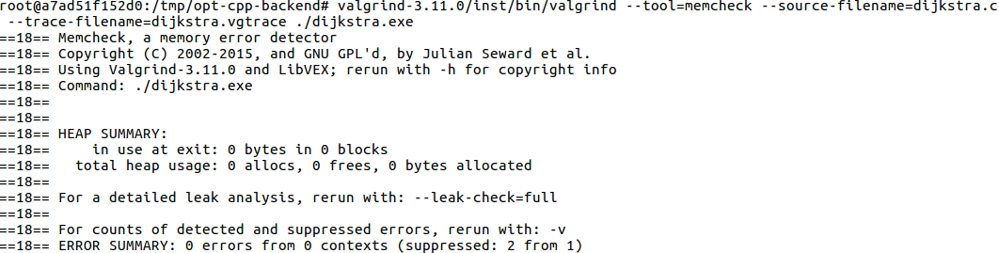 root@a7ad51f152d0:/tmp/opt-cpp-backend# valgrind-3.11.0/inst/bin/valgrind --tool=memcheck --source-filename=dijkstra.c
 --trace-filename=dijkstra.vgtrace ./dijkstra.exe
==18== Memcheck, a memory error detector
==18== Copyright (C) 2002-2015, and GNU GPL'd, by Julian Seward et al.
==18== Using Valgrind-3.11.0 and LibVEX; rerun with -h for copyright info
==18== Command: ./dijkstra.exe
==18==
==18==
==18== HEAP SUMMARY:
==18==     in use at exit: 0 bytes in 0 blocks
==18==   total heap usage: 0 allocs, 0 frees, 0 bytes allocated
==18==
==18== For a detailed leak analysis, rerun with: --leak-check=full
==18==
==18== For counts of detected and suppressed errors, rerun with: -v
==18== ERROR SUMMARY: 0 errors from 0 contexts (suppressed: 2 from 1)